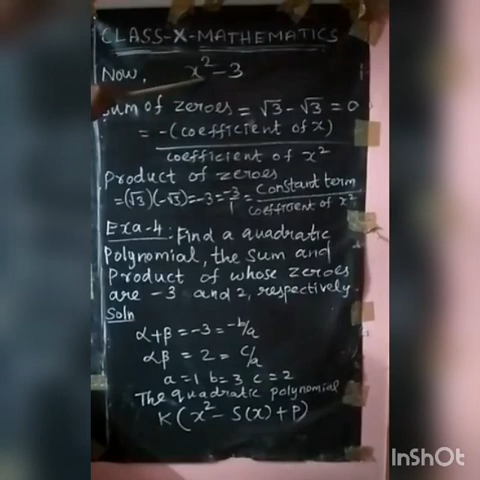 CLASS-X-MATHEMATICS
Now, x²-3
Sum of zeroes = √3 - √3 = 0
= -(coefficient of x)
coefficient of x²
Product of zeroes
=(√3)(-√3)=-3=-3/1=Constant term/coefficient of x²
Exa-4: Find a quadratic
Polynomial, the Sum and
Product of whose zeroes
are -3 and 2, respectively.
Soln
α+β=-3=-b/a
αβ = 2 = c/a
a=1 b=3 c=2
The quadratic polynomial
K(x²-S(x)+P)
InShOt